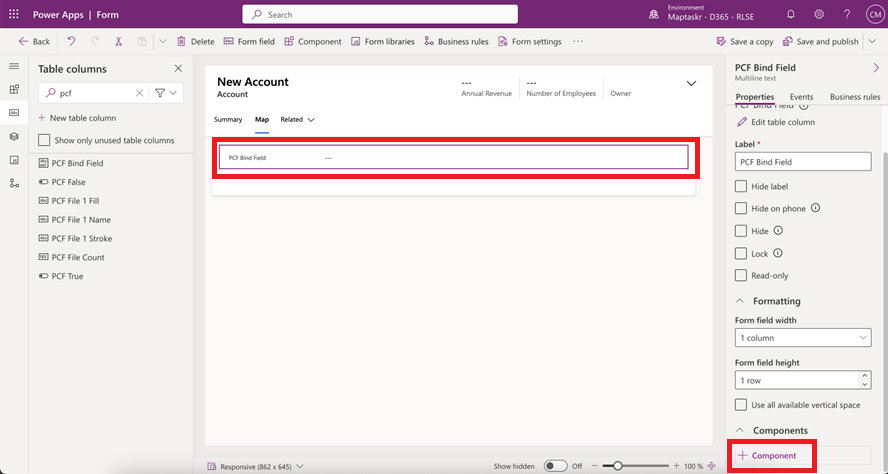 Power Apps | Form
Search
Environment
Maptaskr - D365 - RLSE
CM
Back
Delete
Form field
Component
Form libraries
Business rules
Form settings
...
Save a copy
Save and publish
Table columns
pcf
New table column
Show only unused table columns
PCF Bind Field
PCF False
PCF File 1 Fill
PCF File 1 Name
PCF File 1 Stroke
PCF File Count
PCF True
New Account
Account
---
Annual Revenue
---
Number of Employees
Owner
Summary
Map
Related
PCF Bind Field
---
Responsive (862 x 645)
Show hidden
Off
100 %
PCF Bind Field
Multiline text
Properties
Events
Business rules
Edit table column
Label *
PCF Bind Field
Hide label
Hide on phone
Hide
Lock
Read-only
Formatting
Form field width
1 column
Form field height
1 row
Use all available vertical space
Components
+ Component